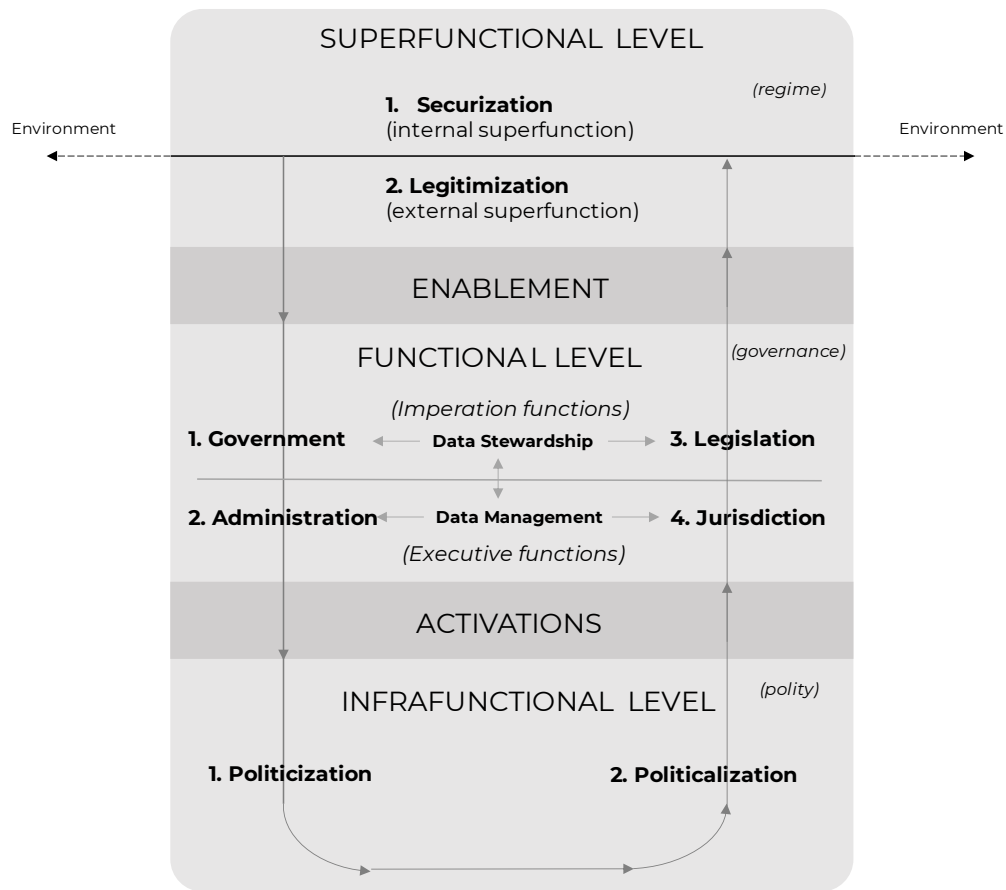 SUPERFUNCTIONAL LEVEL
(regime)
1. Securization
(internal superfunction)
Environment
Environment
2. Legitimization
(external superfunction)
ENABLEMENT
FUNCTIONAL LEVEL
(governance)
(Imperation functions)
1. Government
Data Stewardship
3. Legislation
2. Administration
Data Management
4. Jurisdiction
(Executive functions)
ACTIVATIONS
INFRAFUNCTIONAL LEVEL
(polity)
1. Politicization
2. Politicalization